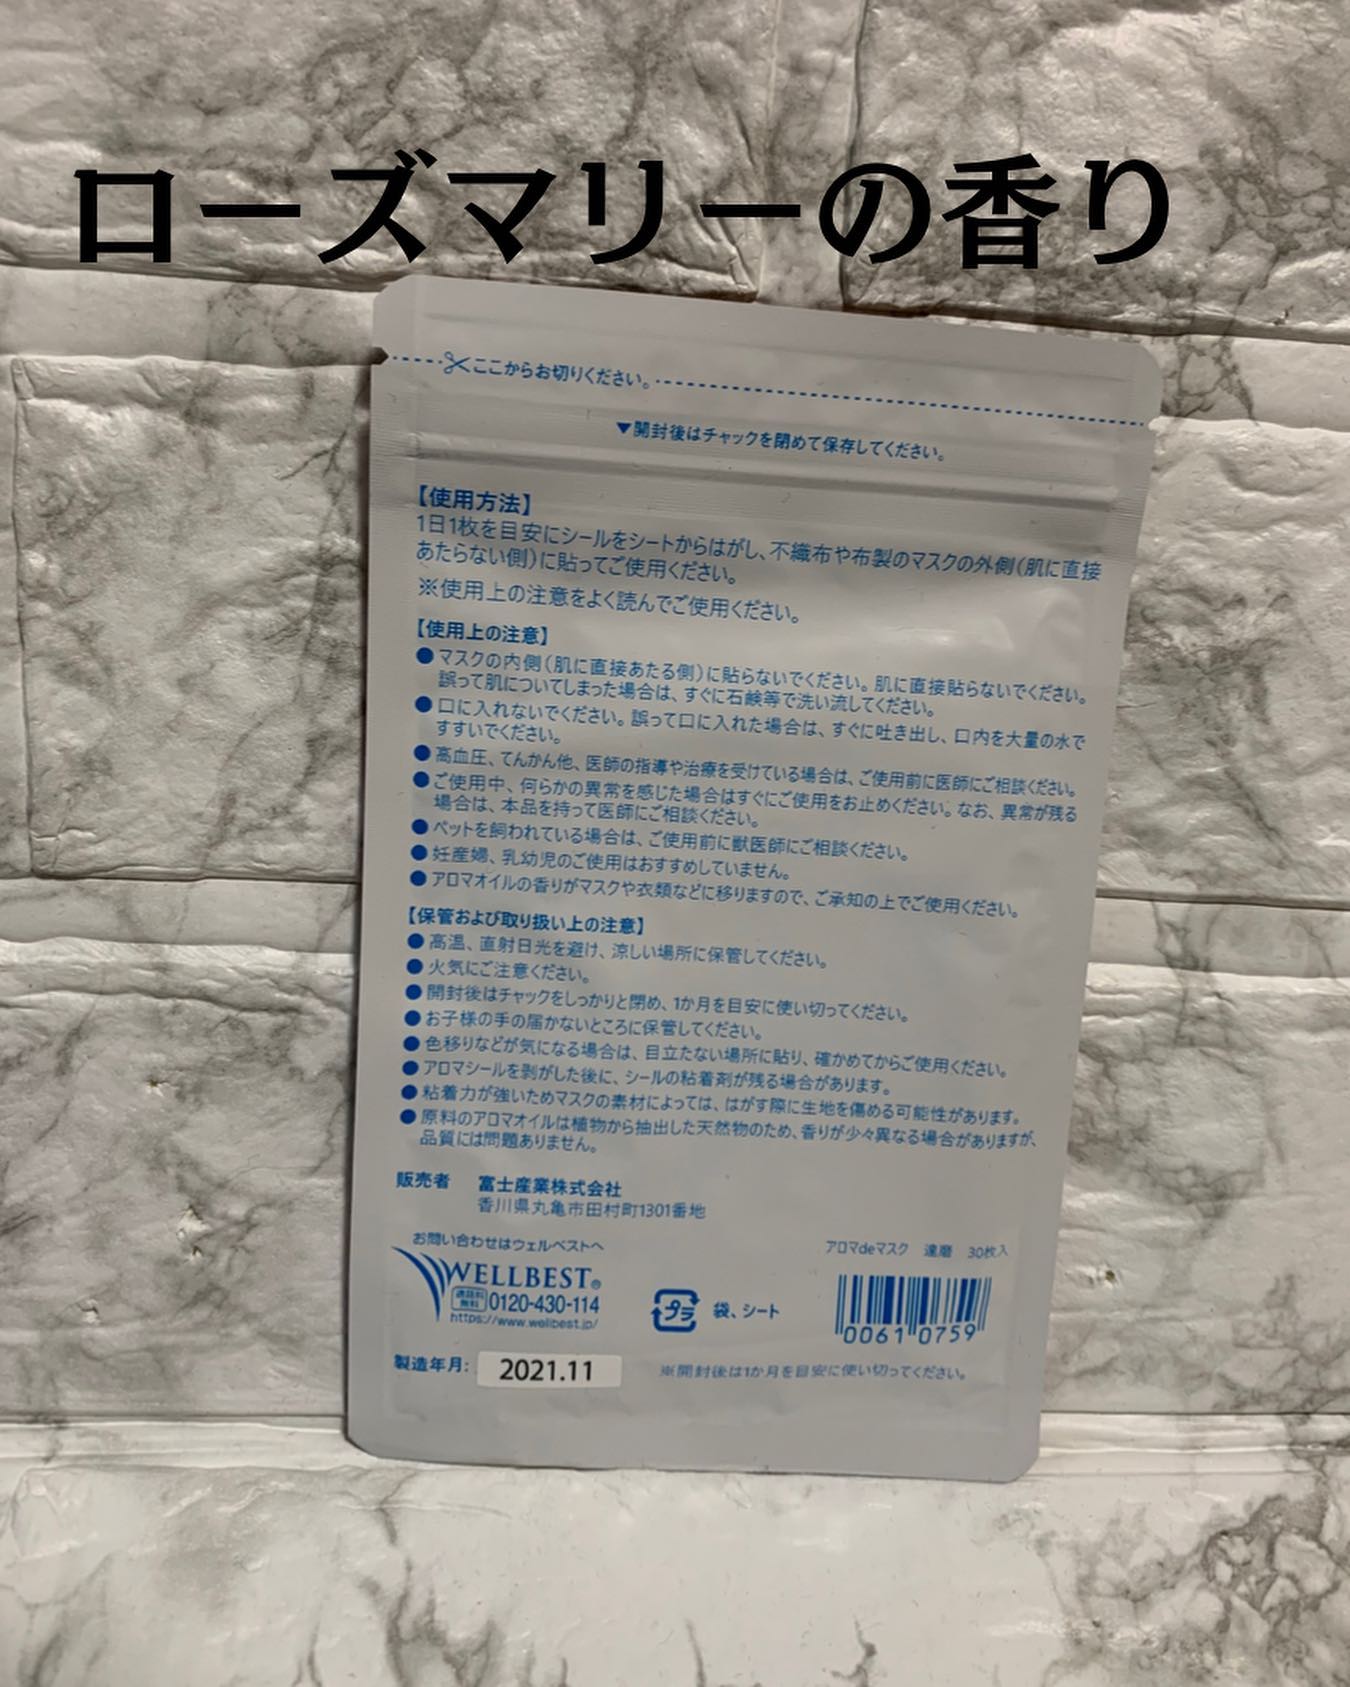 ローズマリーの香り
ここからお切りください。
▼開封後はチャックを閉めて保存してください。
【使用方法】
1日1枚を目安にシールをシートからはがし、不織布や布製のマスクの外側(肌に直接
あたらない側)に貼ってご使用ください。
※使用上の注意をよく読んでご使用ください。
【使用上の注意】
●マスクの内側(肌に直接あたる側)に貼らないでください。肌に直接貼らないでください。
誤って肌についてしまった場合は、すぐに石鹸等で洗い流してください。
●口に入れないでください。誤って口に入れた場合は、すぐに吐き出し、口内を大量の水で
すすいでください。
●高血圧、てんかん他、医師の指導や治療を受けている場合は、ご使用前に医師にご相談ください。
●ご使用中、何らかの異常を感じた場合はすぐにご使用をお止めください。なお、異常が残る
場合は、本品を持って医師にご相談ください。
●ペットを飼われている場合は、ご使用前に獣医師にご相談ください。
●妊産婦、乳幼児のご使用はおすすめしていません。
●アロマオイルの香りがマスクや衣類などに移りますので、ご承知の上でご使用ください。
【保管および取り扱い上の注意】
●高温、直射日光を避け、涼しい場所に保管してください。
●火気にご注意ください。
●開封後はチャックをしっかりと閉め、1か月を目安に使い切ってください。
●お子様の手の届かないところに保管してください。
●色移りなどが気になる場合は、目立たない場所に貼り、確かめてからご使用ください。
●アロマシールを剥がした後に、シールの粘着剤が残る場合があります。
●粘着力が強いためマスクの素材によっては、はがす際に生地を傷める可能性があります。
●原料のアロマオイルは植物から抽出した天然物のため、香りが少々異なる場合がありますが、
品質には問題ありません。
販売者 富士産業株式会社
香川県丸亀市田村町1301番地
お問い合わせはウェルベストへ
WELLBEST®
通話料無料 0120-430-114
https://www.wellbest.jp/
プラ 袋、シート
アロマdeマスク 達磨 30枚入
0061 0759
製造年月: 2021.11
※開封後は1か月を目安に使い切ってください。